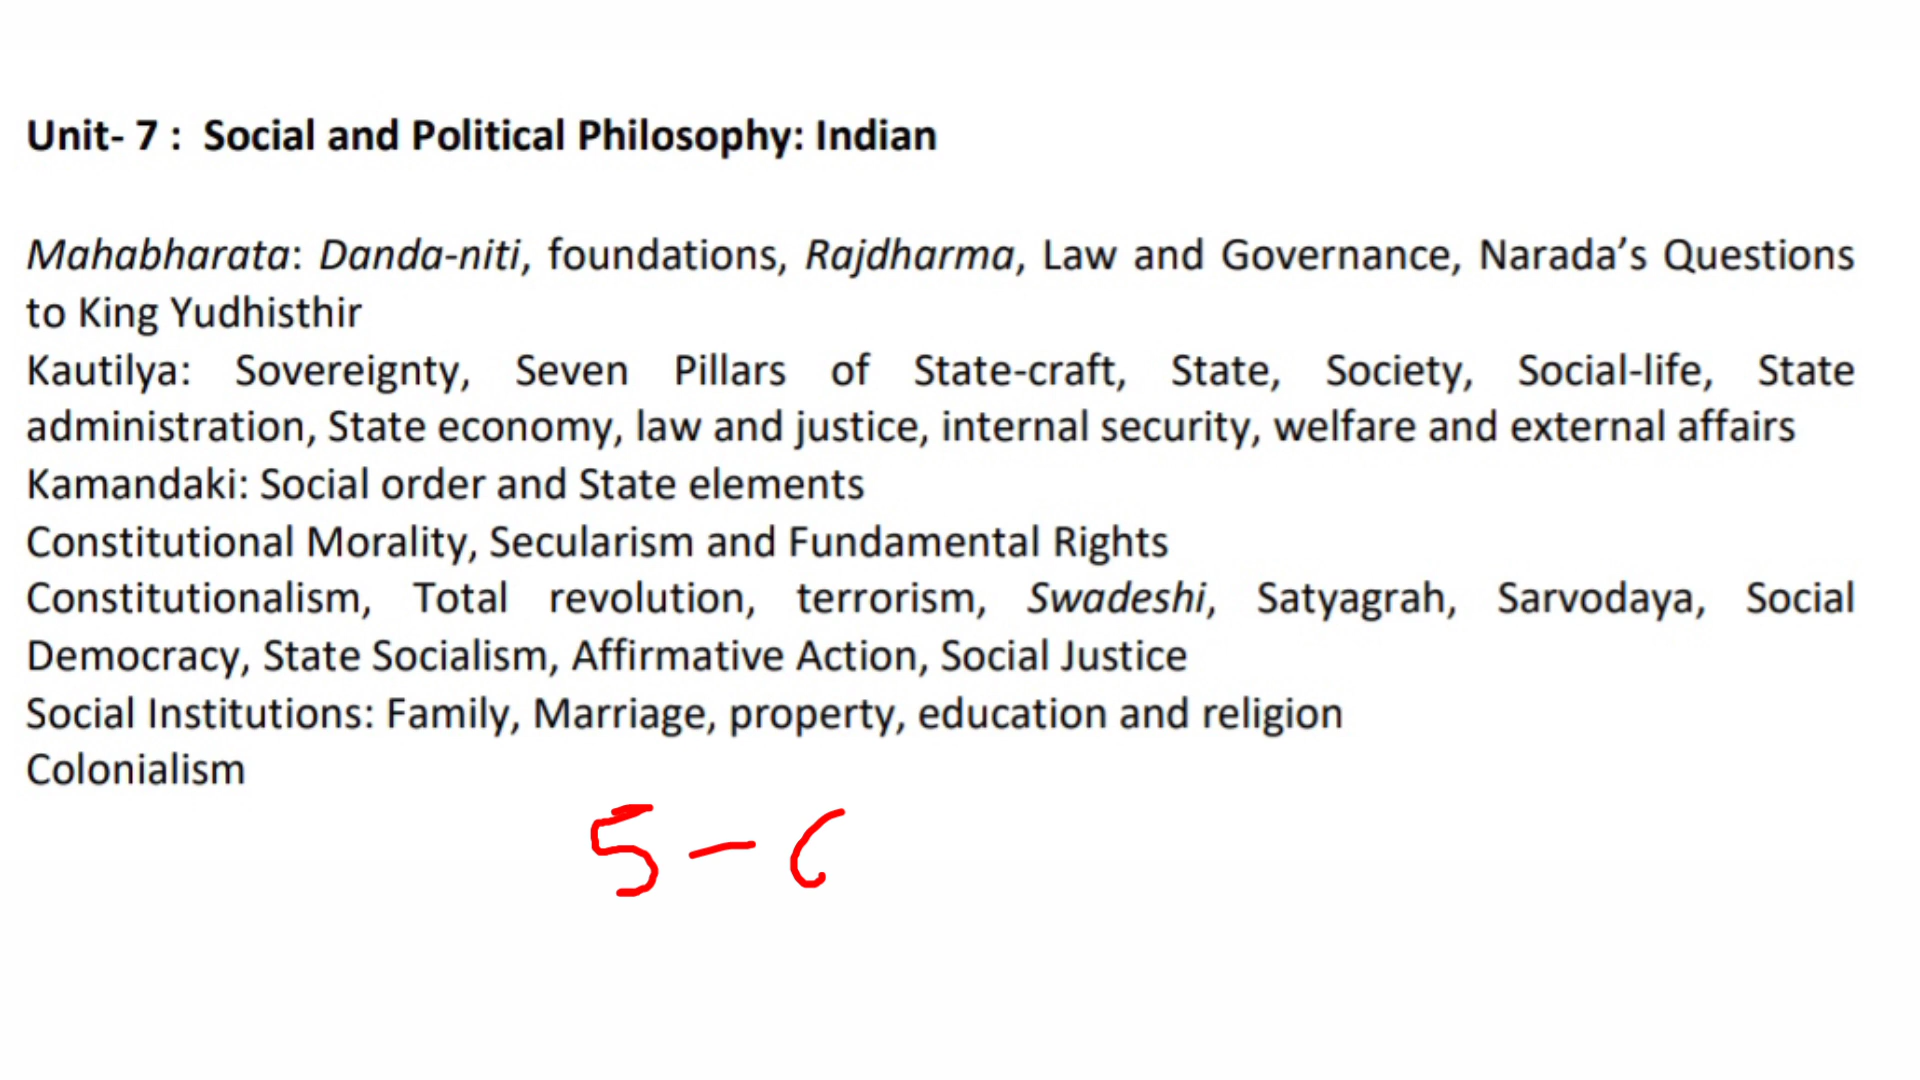 Unit- 7 : Social and Political Philosophy: Indian
Mahabharata: Danda-niti, foundations, Rajdharma, Law and Governance, Narada’s Questions
to King Yudhisthir
Kautilya: Sovereignty, Seven Pillars of State-craft, State, Society, Social-life, State
administration, State economy, law and justice, internal security, welfare and external affairs
Kamandaki: Social order and State elements
Constitutional Morality, Secularism and Fundamental Rights
Constitutionalism, Total revolution, terrorism, Swadeshi, Satyagrah, Sarvodaya, Social
Democracy, State Socialism, Affirmative Action, Social Justice
Social Institutions: Family, Marriage, property, education and religion
Colonialism
5 –